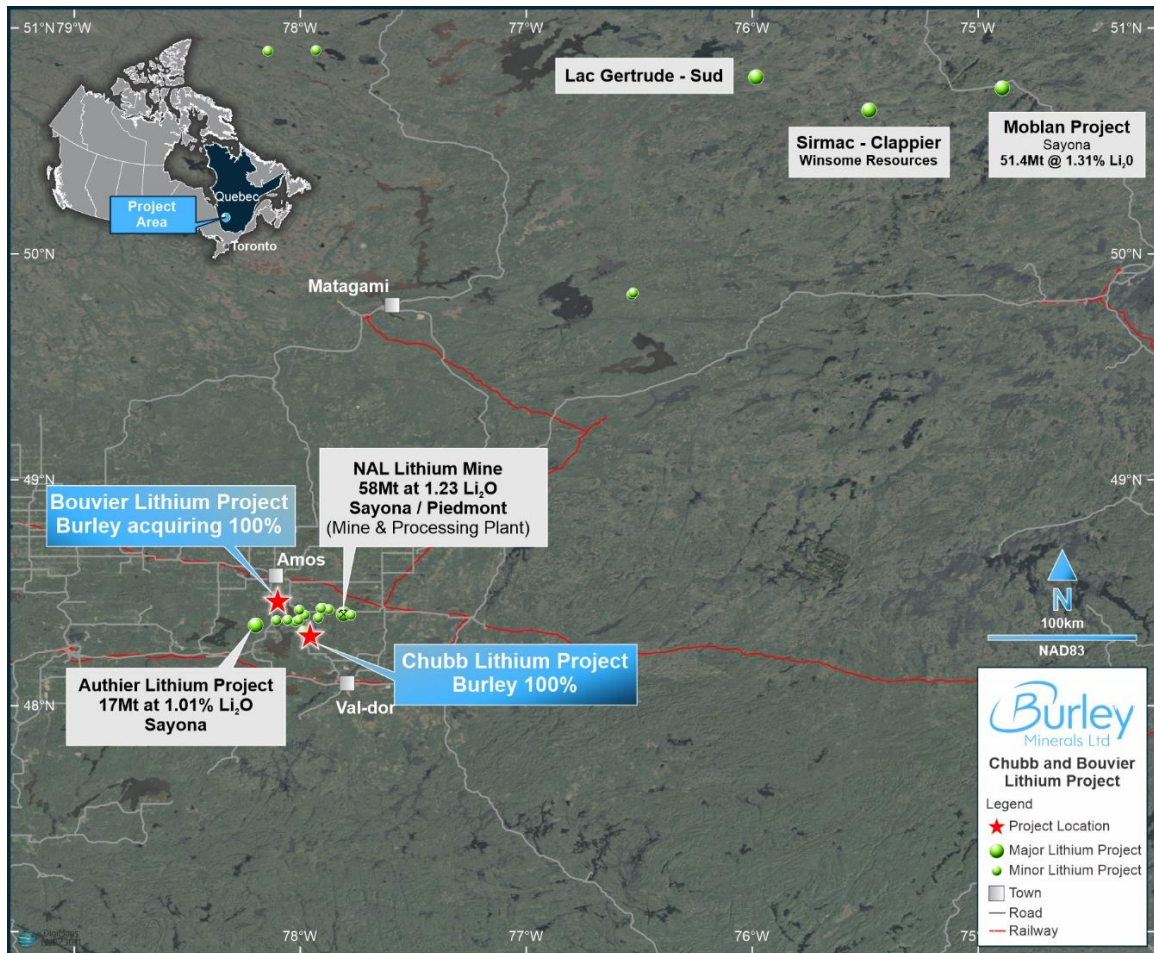 51°N
79°W
78°W
77°W
76°W
75°W
51°N
Lac Gertrude - Sud
Sirmac - Clappier
Winsome Resources
Moblan Project
Sayona
51.4Mt @ 1.31% Li₂0
Quebec
Project
Area
Toronto
50°N
50°N
Matagami
49°N
49°N
NAL Lithium Mine
58Mt at 1.23 Li₂O
Sayona / Piedmont
(Mine & Processing Plant)
Bouvier Lithium Project
Burley acquiring 100%
Amos
N
100km
NAD83
Chubb Lithium Project
Burley 100%
Authier Lithium Project
17Mt at 1.01% Li₂O
Sayona
48°N
Val-dor
Burley
Minerals Ltd
Chubb and Bouvier
Lithium Project
Legend
Project Location
Major Lithium Project
Minor Lithium Project
Town
Road
Railway
79°W
78°W
77°W
76°W